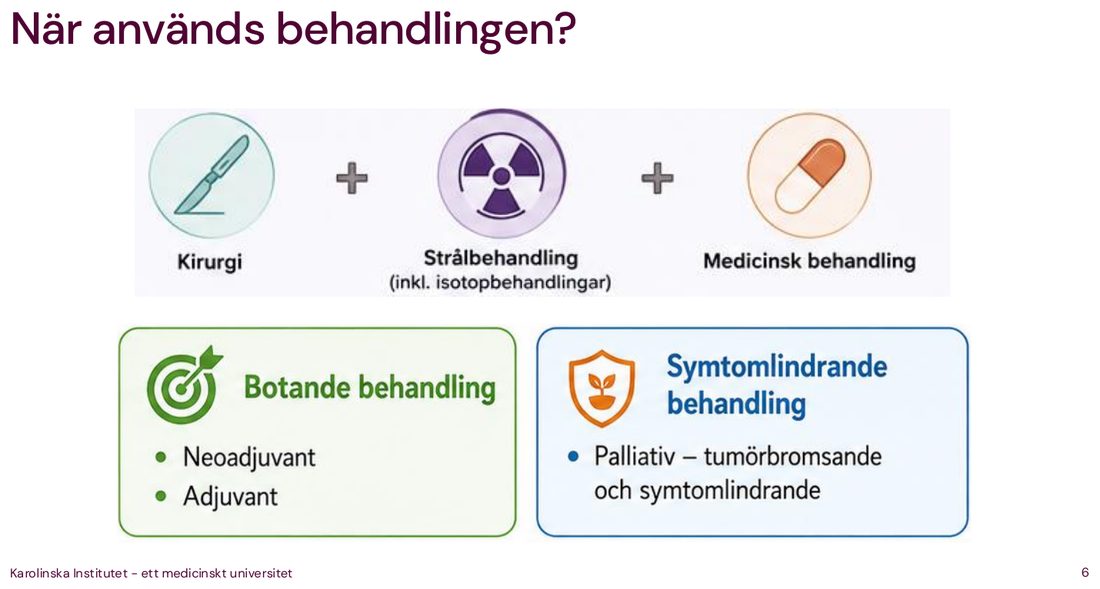 När används behandlingen?
Kirurgi
Strålbehandling
(inkl. isotopbehandlingar)
Medicinsk behandling
Botande behandling
• Neoadjuvant
• Adjuvant
Symtomlindrande
behandling
• Palliativ – tumörbromsande
och symtomlindrande
Karolinska Institutet - ett medicinskt universitet
6